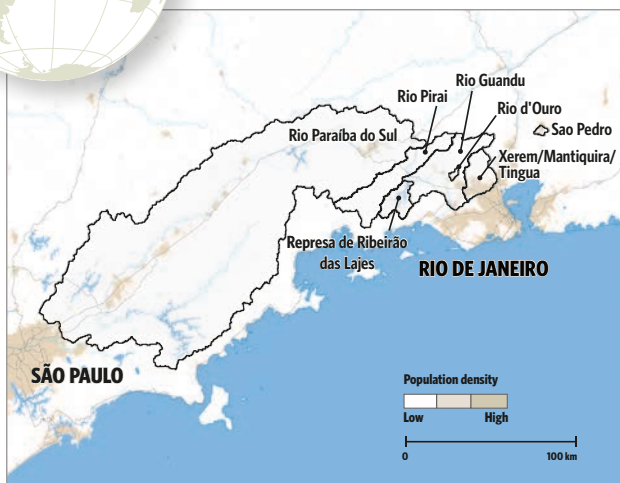 Rio Guandu
Rio Pirai
Rio d'Ouro
Rio Paraíba do Sul
Sao Pedro
Xerem/Mantiquira/
Tingua
Represa de Ribeirão
das Lajes
RIO DE JANEIRO
SÃO PAULO
Population density
Low High
0 100 km